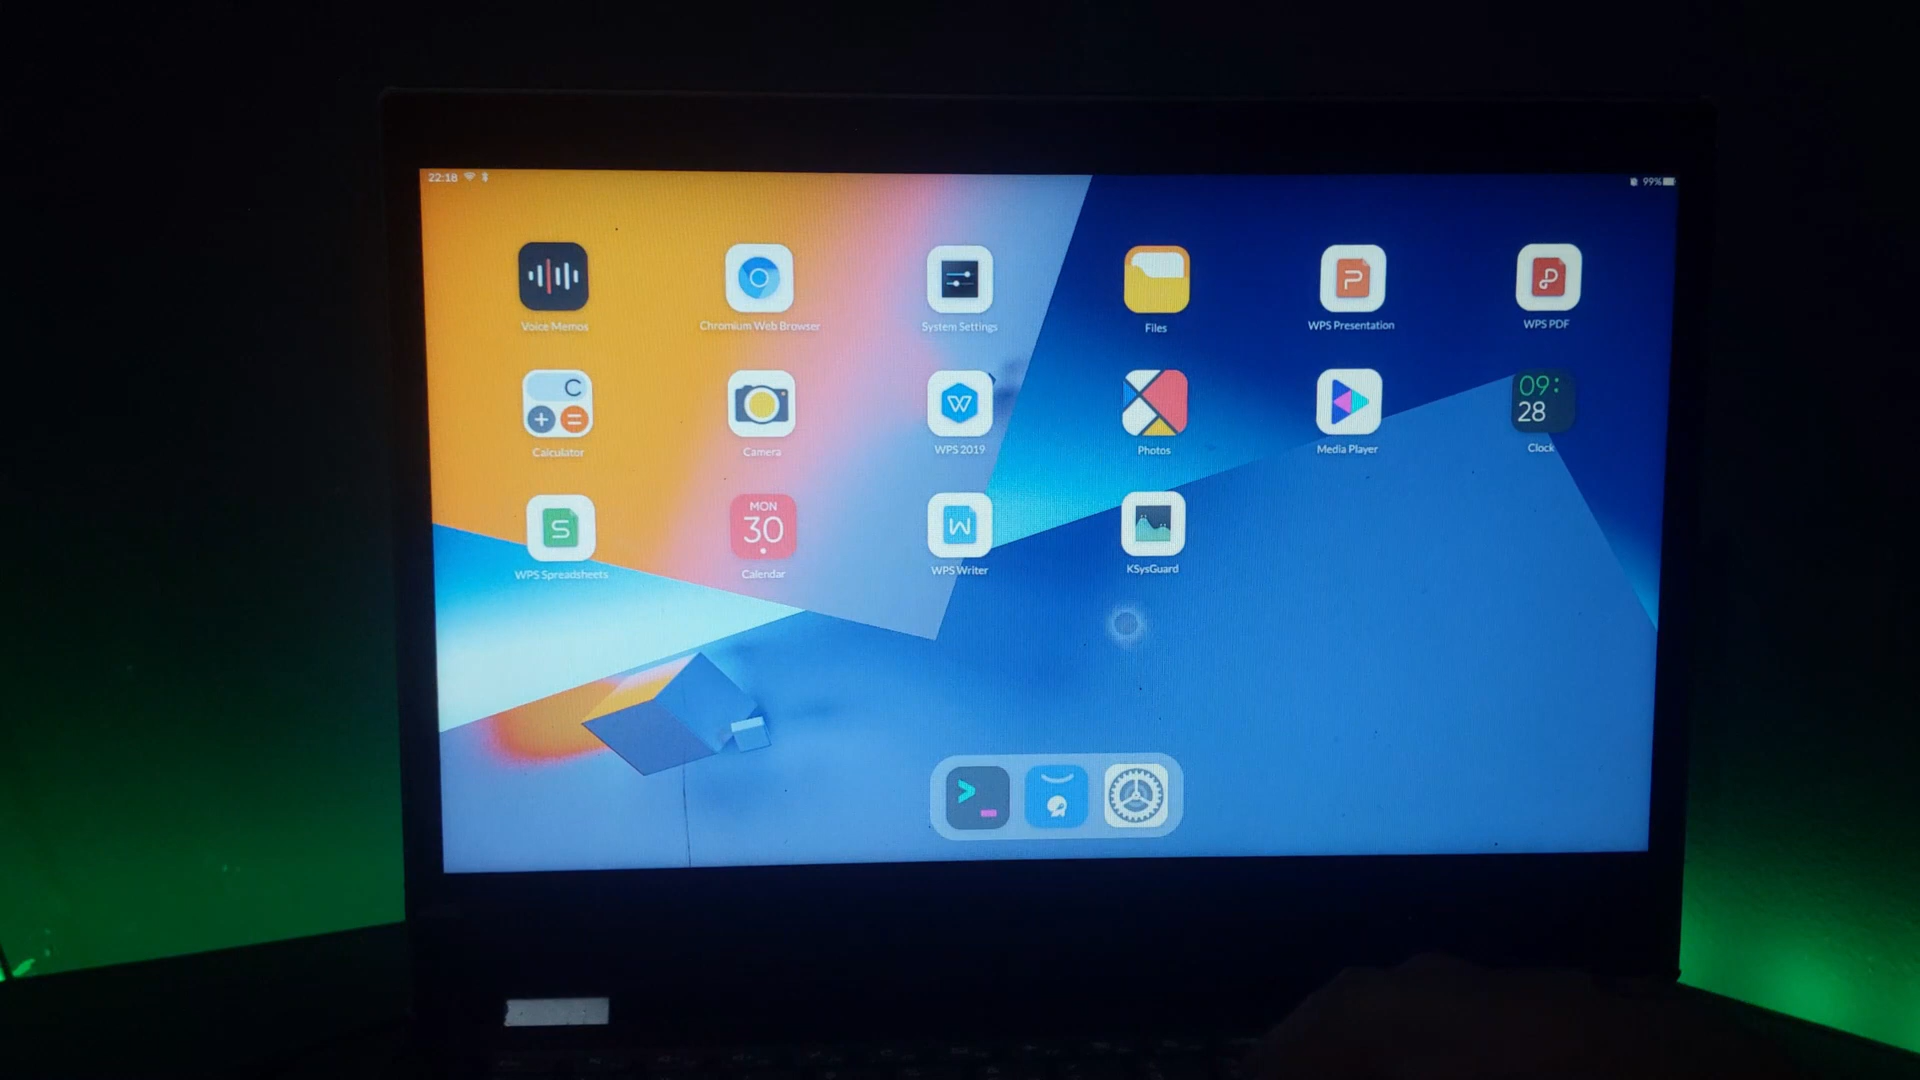 22:18
99%
Voice Memos
Chromium Web Browser
System Settings
Files
WPS Presentation
WPS PDF
C
09:
28
Calculator
Camera
WPS 2019
Photos
Media Player
Clock
MON
30
WPS Spreadsheets
Calendar
WPS Writer
KSysGuard